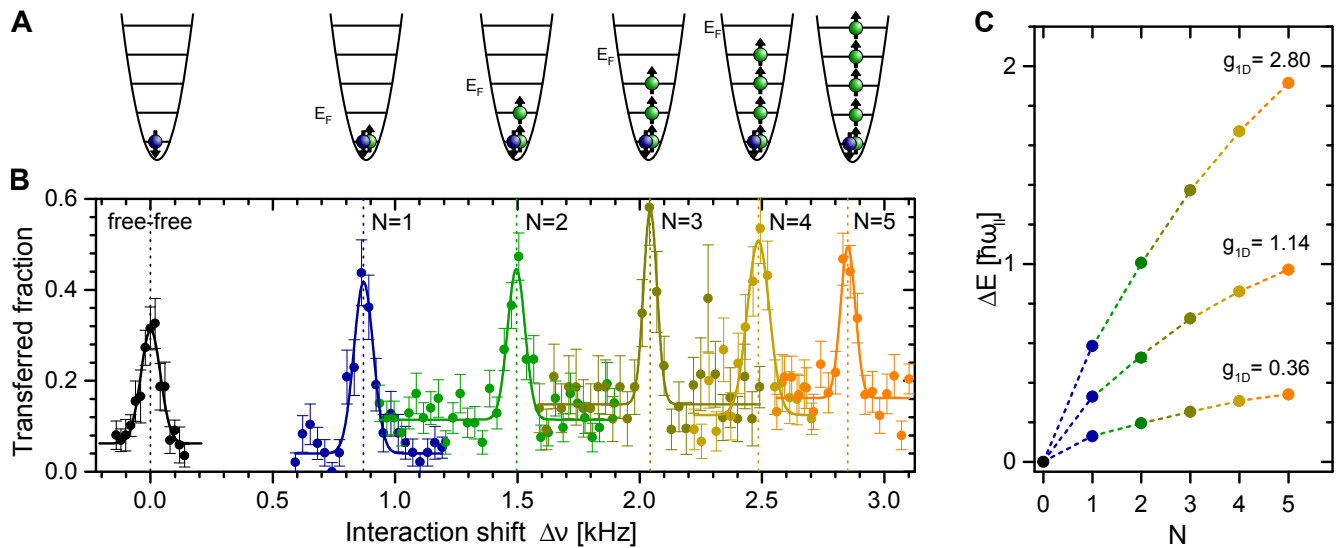 A
E_F
E_F
E_F
E_F
B
free-free
N=1
N=2
N=3
N=4
N=5
0.6
0.4
0.2
0.0
Transferred fraction
0.0
0.5
1.0
1.5
2.0
2.5
3.0
Interaction shift Δν [kHz]
C
2
1
0
ΔE [ℏω_||]
g_1D= 2.80
g_1D= 1.14
g_1D= 0.36
0
1
2
3
4
5
N